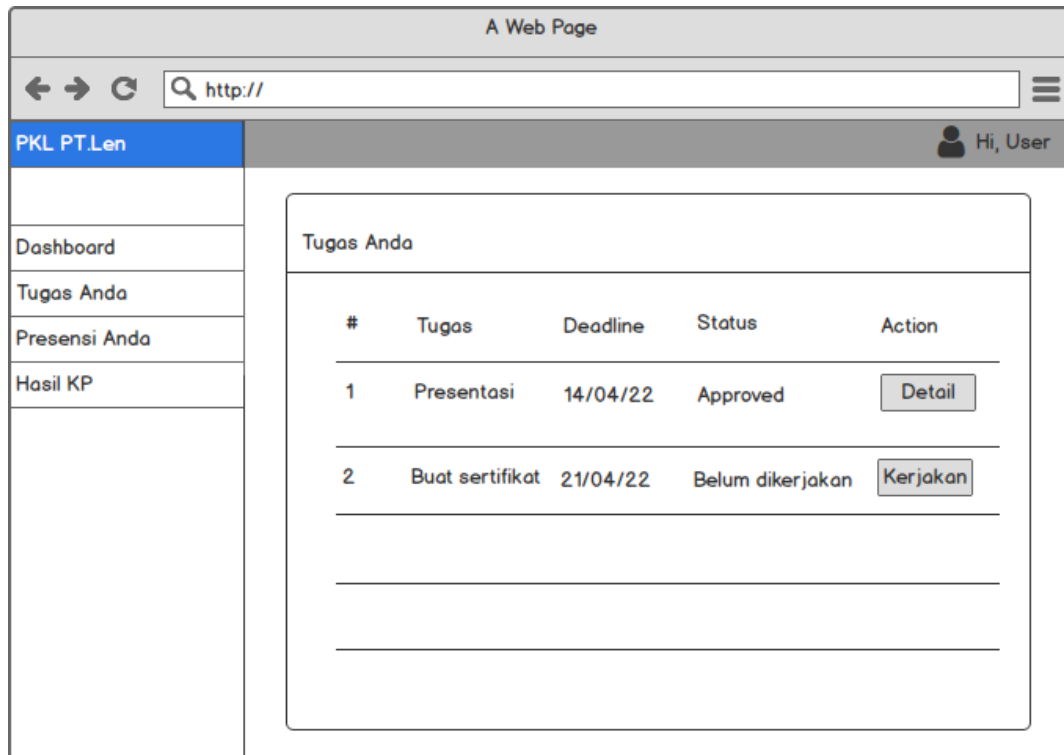 A Web Page
http://
PKL PT.Len
Hi, User
Dashboard
Tugas Anda
Presensi Anda
Hasil KP
Tugas Anda
# Tugas Deadline Status Action
1 Presentasi 14/04/22 Approved Detail
2 Buat sertifikat 21/04/22 Belum dikerjakan Kerjakan